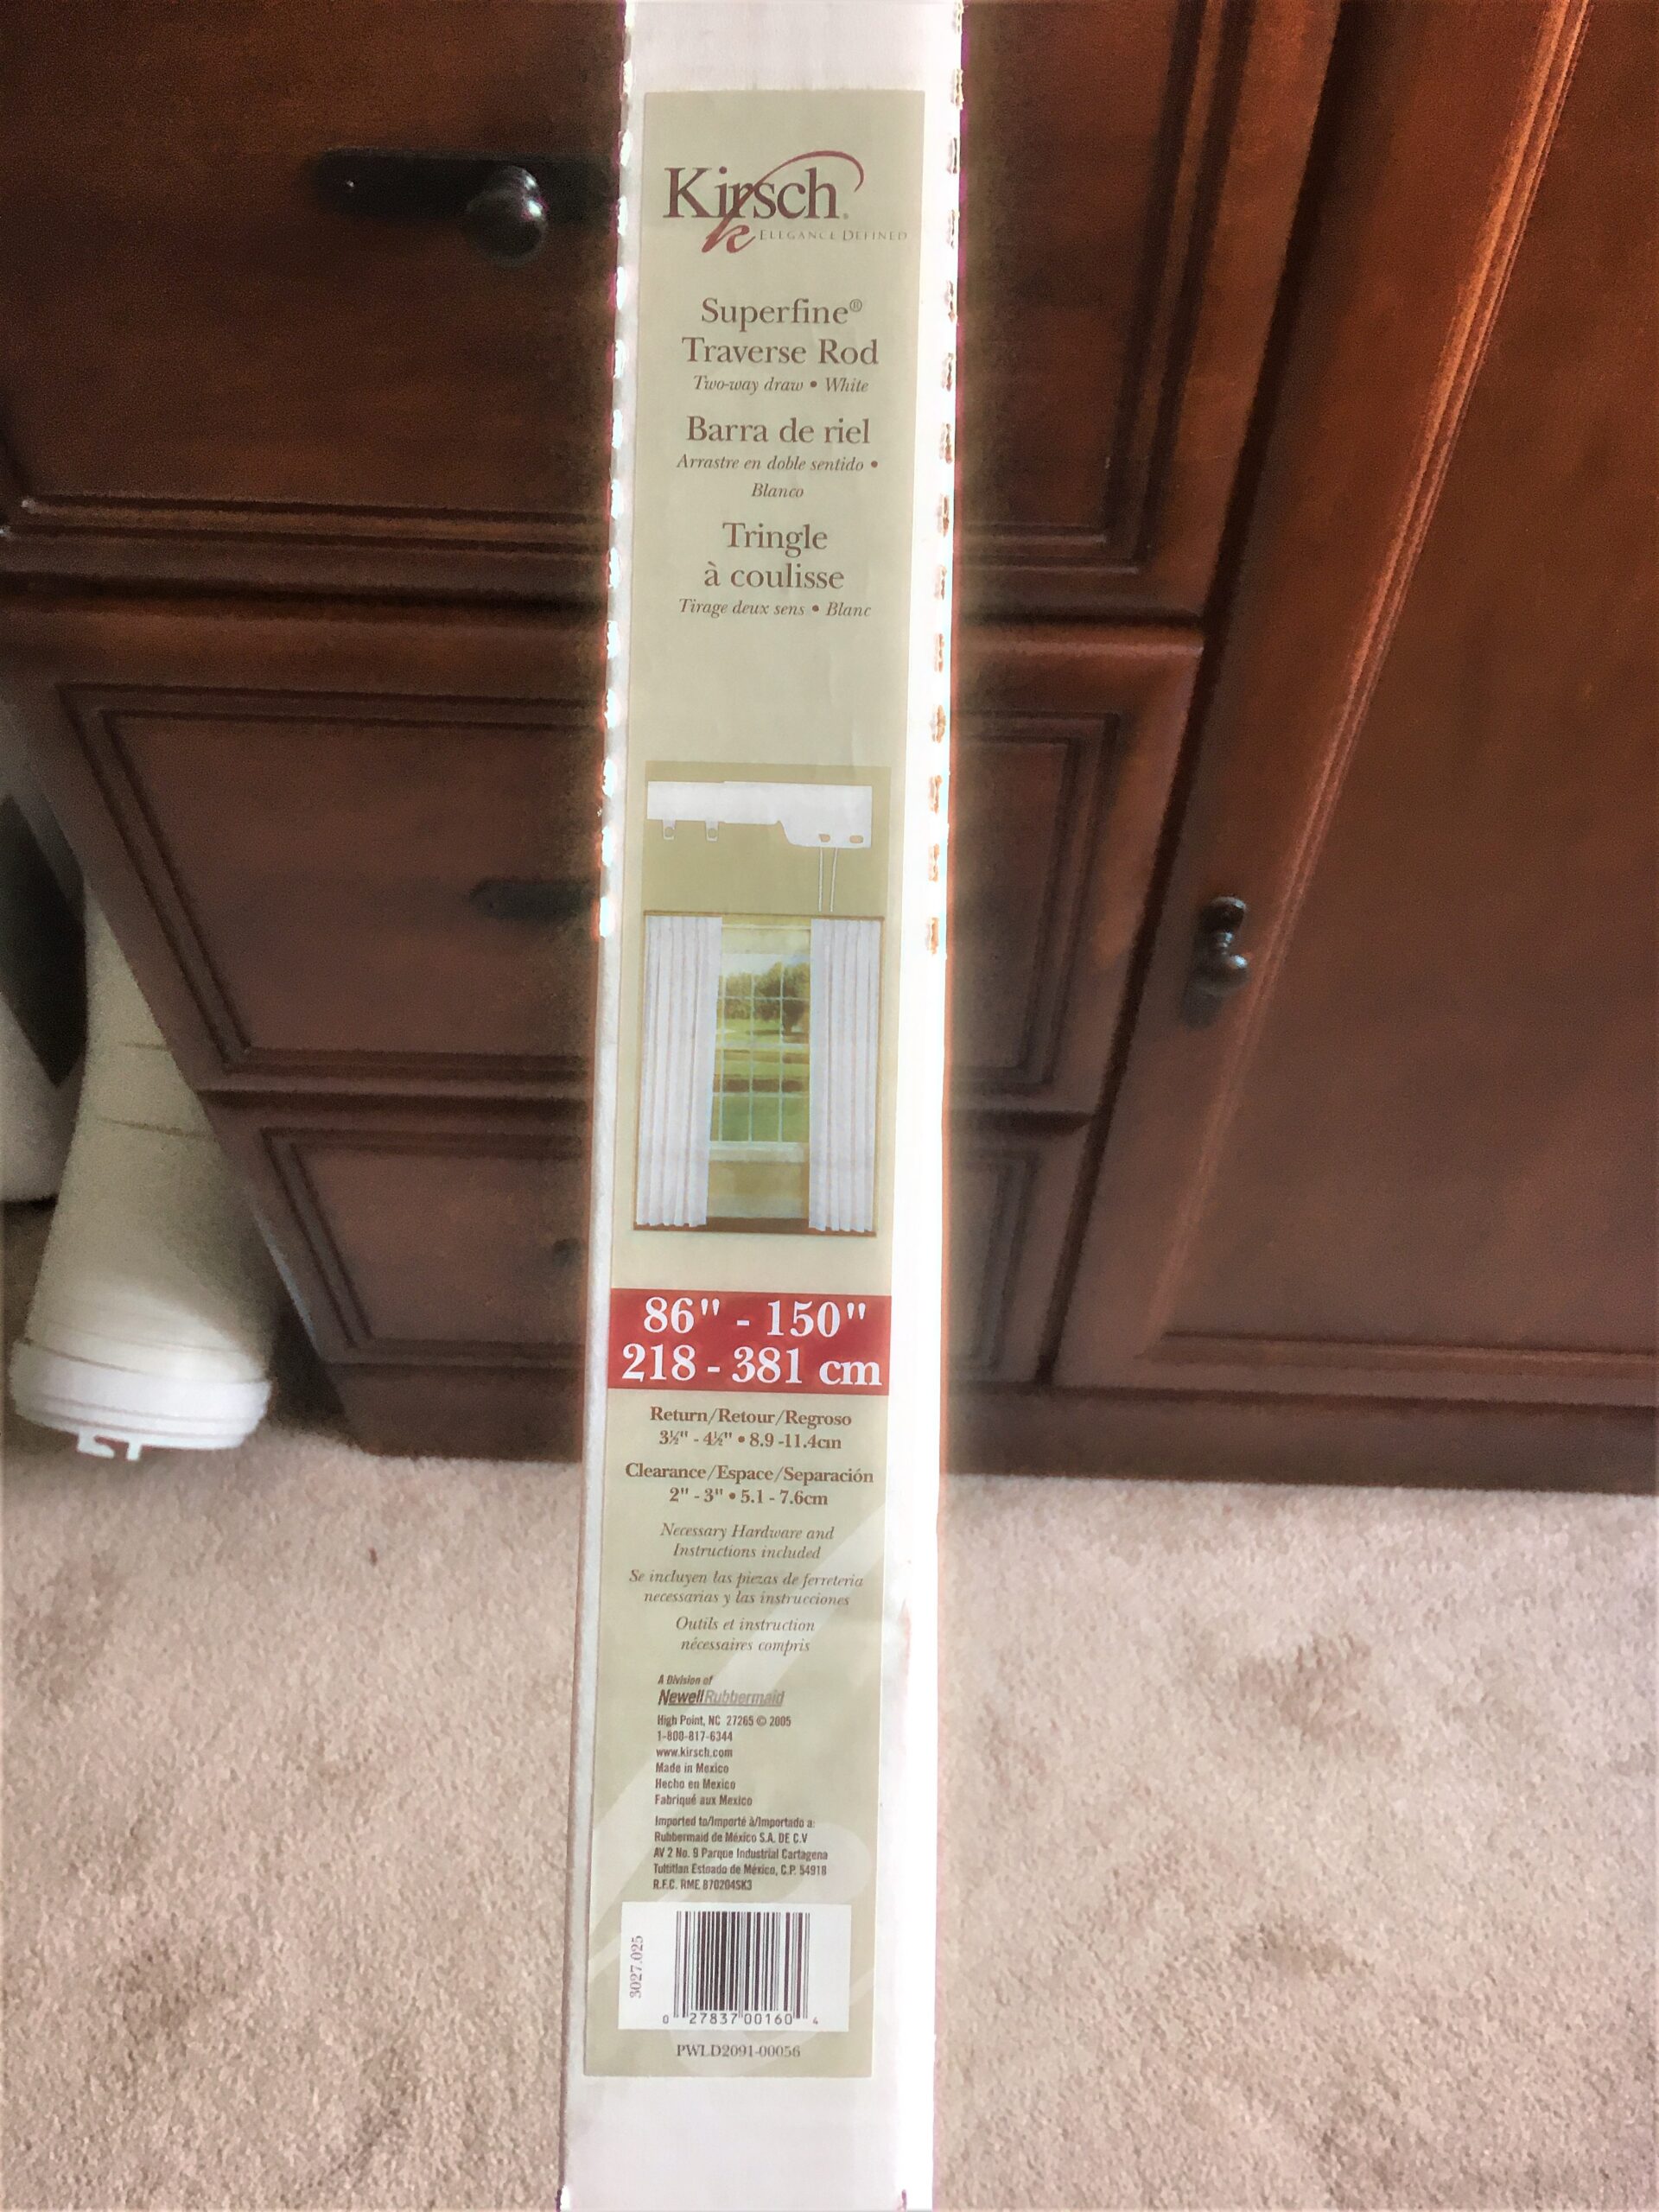 Kirsch®
ELEGANCE DEFINED
Superfine®
Traverse Rod
Two-way draw • White
Barra de riel
Arrastre en doble sentido •
Blanco
Tringle
à coulisse
Tirage deux sens • Blanc
86" - 150"
218 - 381 cm
Return/Retour/Regroso
3½" - 4½" • 8.9 -11.4cm
Clearance/Espace/Separación
2" - 3" • 5.1 - 7.6cm
Necessary Hardware and
Instructions included
Se incluyen las piezas de ferreteria
necessarias y las instrucciones
Outils et instruction
nécessaires compris
A Division of
NewellRubbermaid
High Point, NC 27265 © 2005
1-800-817-6344
www.kirsch.com
Made in Mexico
Hecho en Mexico
Fabriqué aux Mexico
Imported to/Importé à/Importado a:
Rubbermaid de México S.A. DE C.V
AV 2 No. 9 Parque Industrial Cartagena
Tultitlan Estoado de México, C.P. 54918
R.F.C. RME 870204SK3
3027.025
0 27837 00160 4
PWLD2091-00056